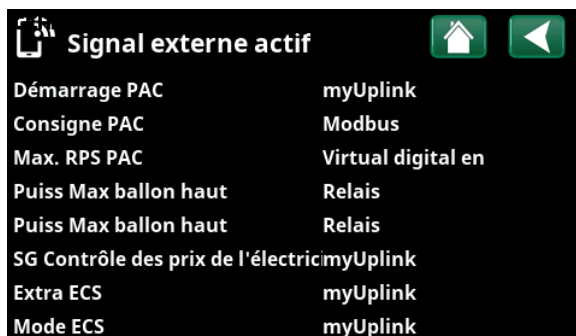 Signal externe actif
Démarrage PAC myUplink
Consigne PAC Modbus
Max. RPS PAC Virtual digital en
Puiss Max ballon haut Relais
Puiss Max ballon haut Relais
SG Contrôle des prix de l'électrici myUplink
Extra ECS myUplink
Mode ECS myUplink